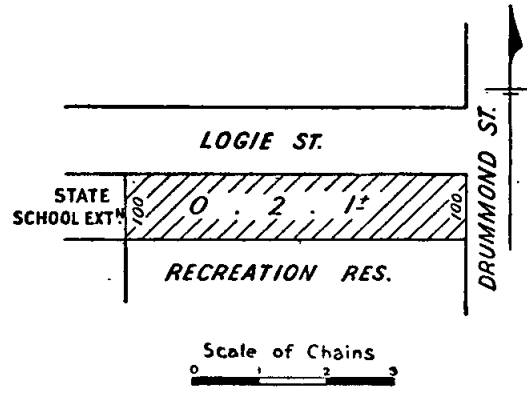 LOGIE ST.
DRUMMOND ST.
STATE
SCHOOL EXTN.
100
0 . 2 . 1±
100
RECREATION RES.
Scale of Chains
0 1 2 3